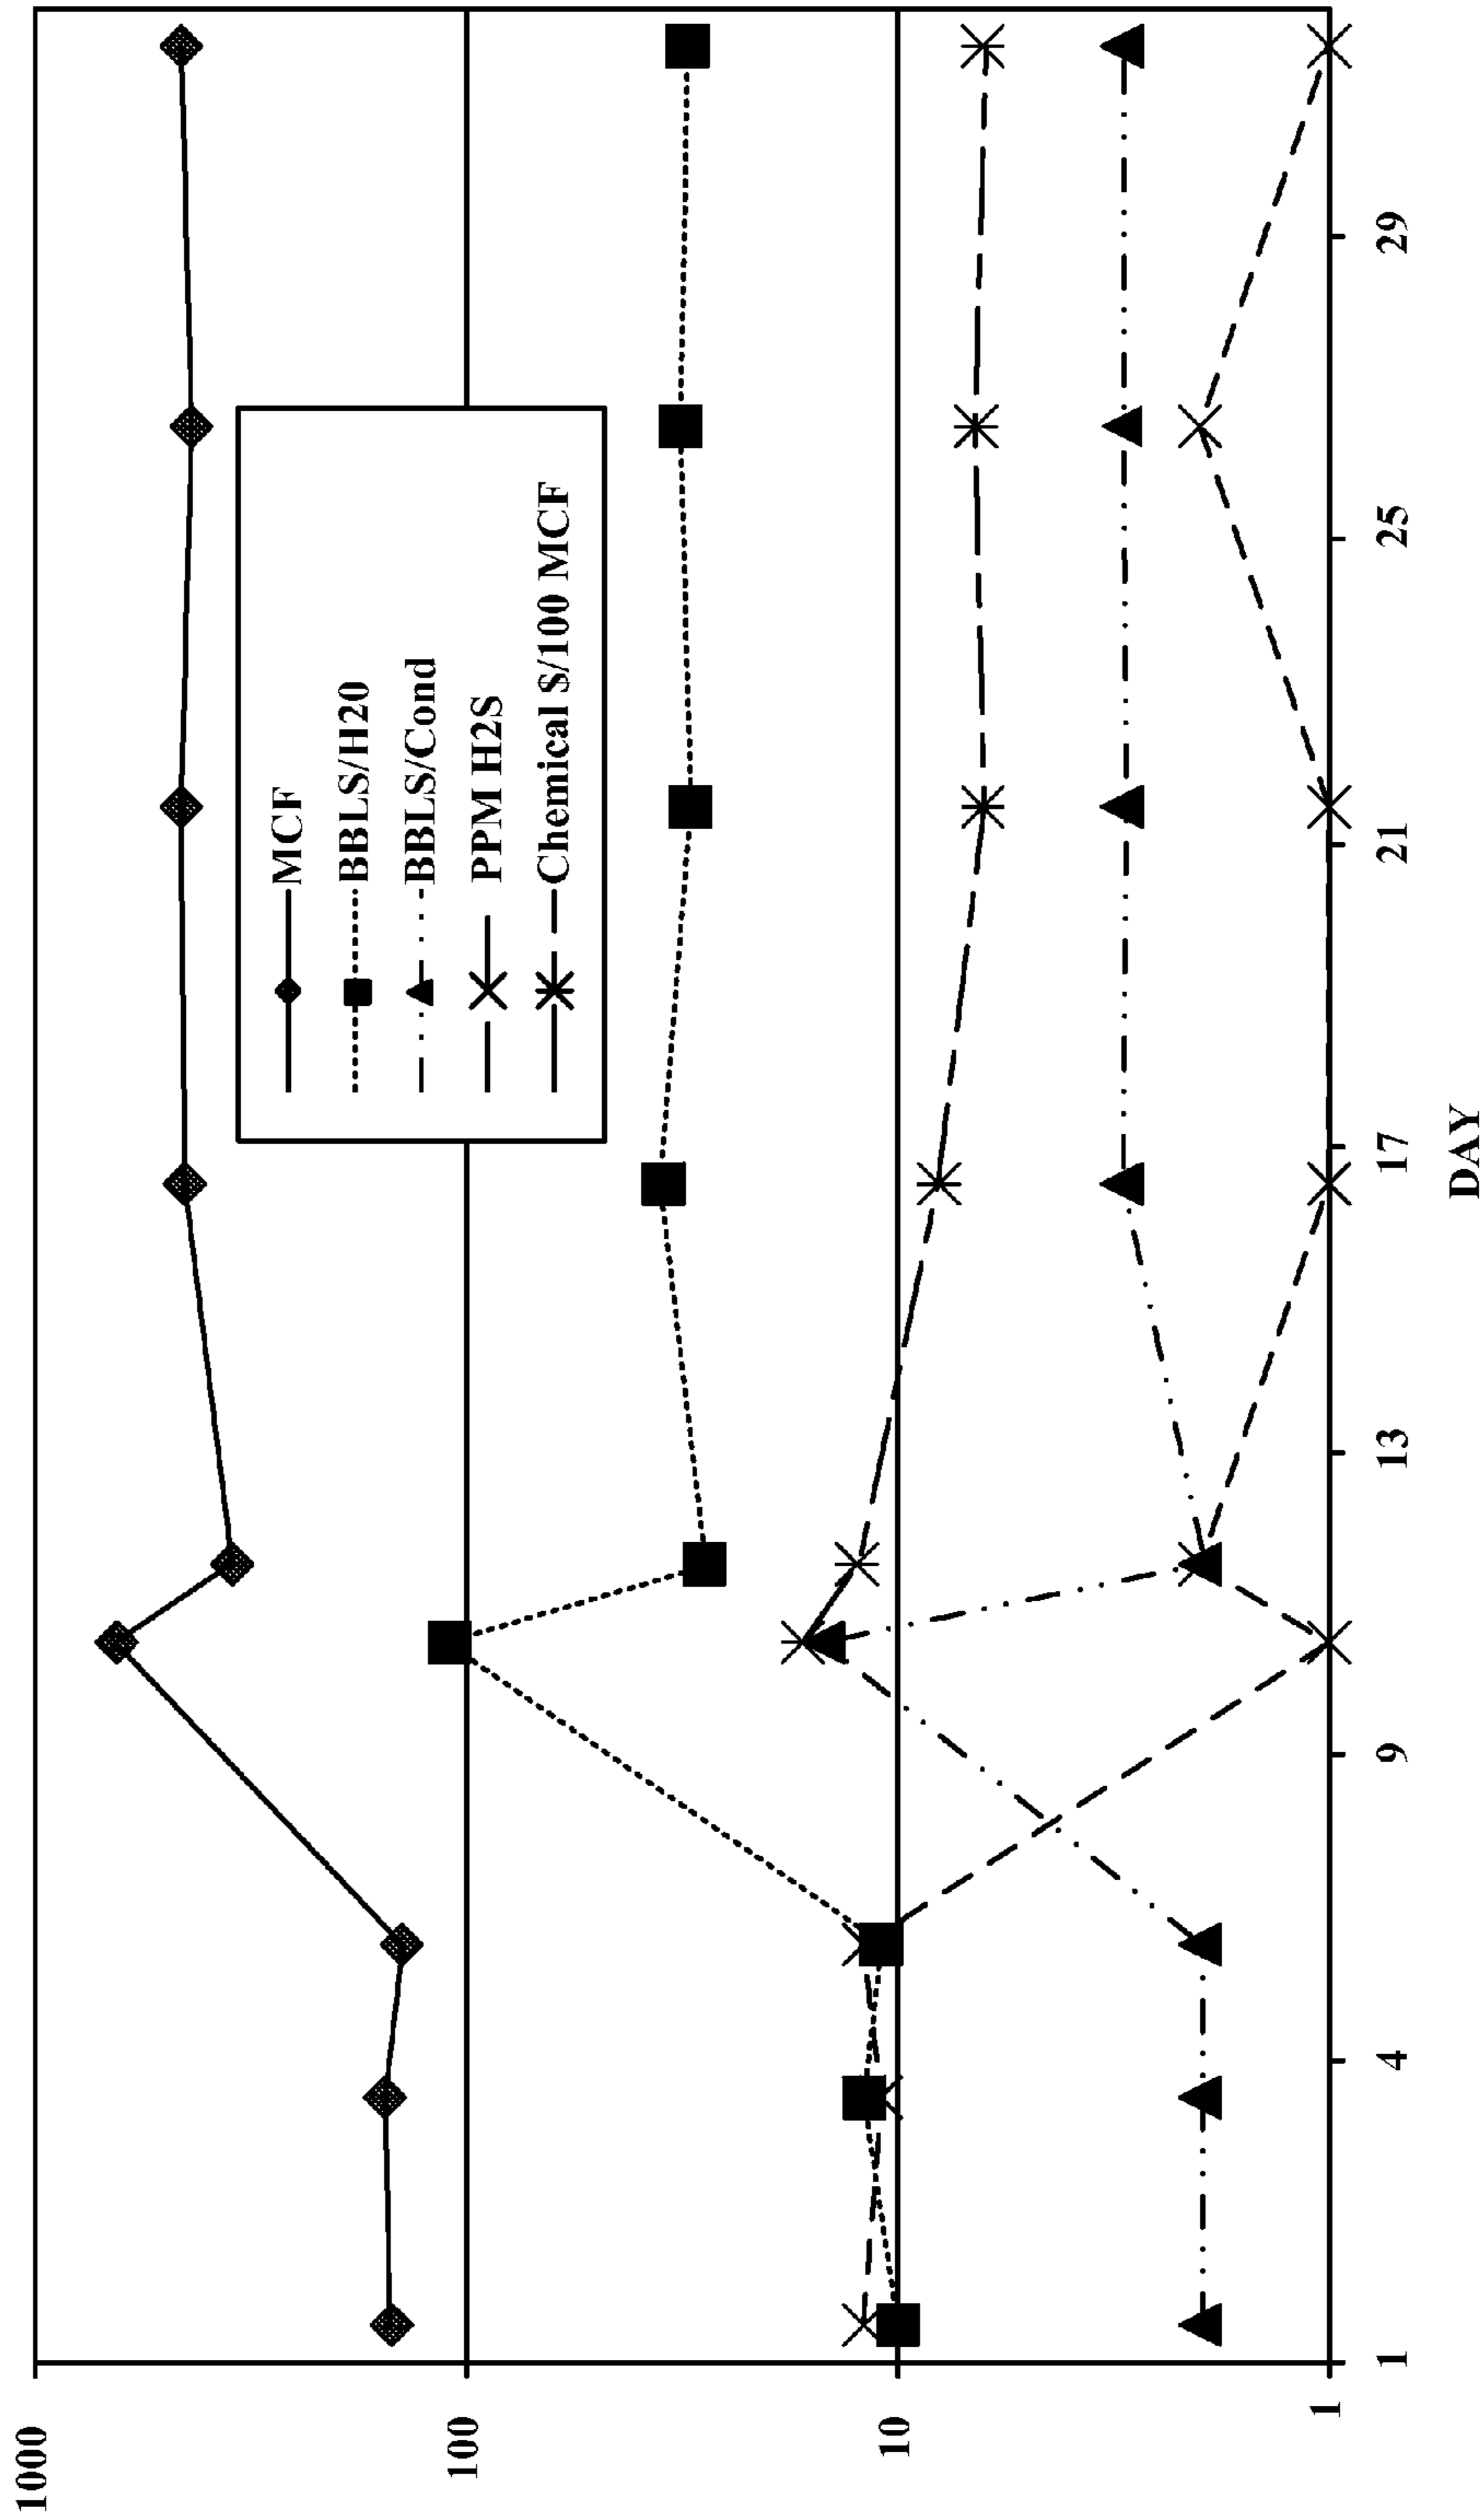 1000
100
10
1
MCF
BBLS/H20
BBLS/Cond
PPM H2S
Chemical $/100 MCF
1 4 9 13 17 21 25 29
DAY